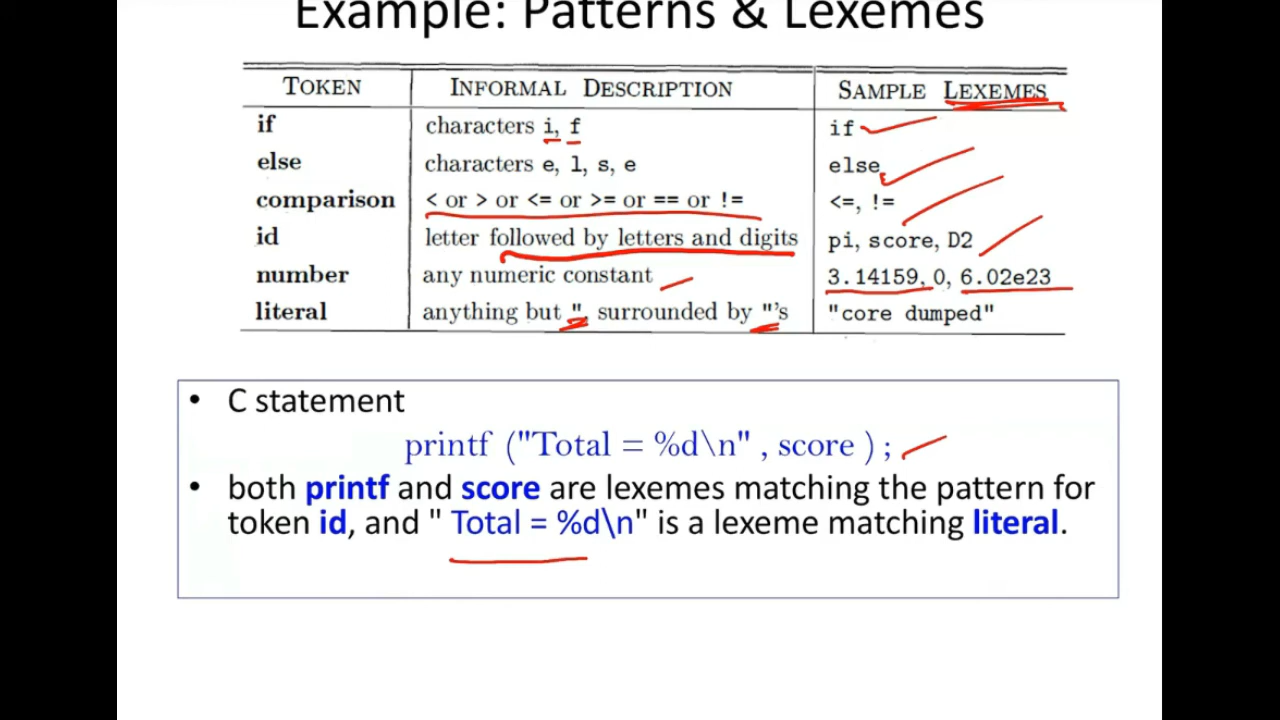 Example: Patterns & Lexemes
TOKEN INFORMAL DESCRIPTION SAMPLE LEXEMES
if characters i, f if
else characters e, l, s, e else
comparison < or > or <= or >= or == or != <=, !=
id letter followed by letters and digits pi, score, D2
number any numeric constant 3.14159, 0, 6.02e23
literal anything but ", surrounded by "'s "core dumped"
• C statement
printf ("Total = %d\n" , score ) ;
• both printf and score are lexemes matching the pattern for
token id, and " Total = %d\n" is a lexeme matching literal.